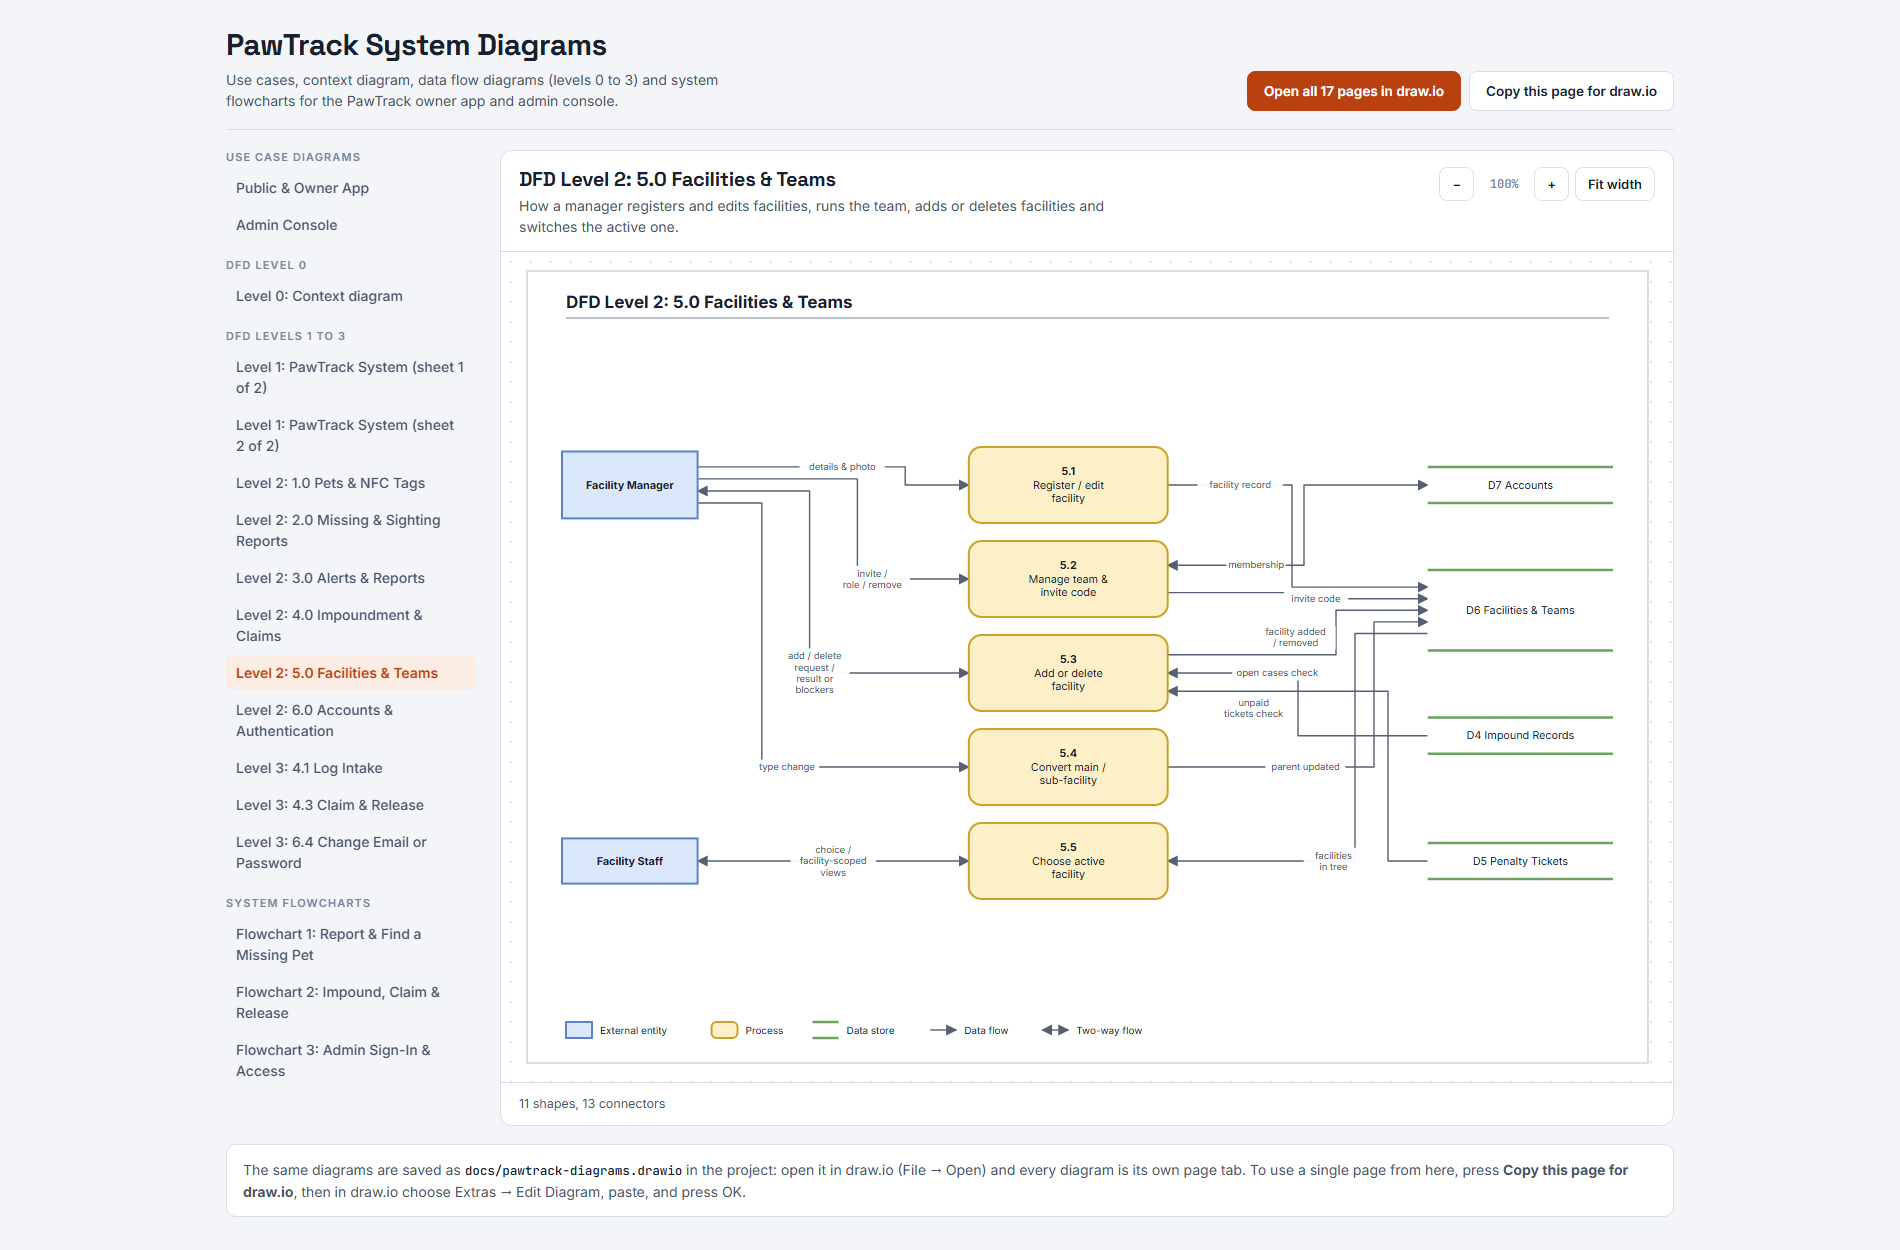 PawTrack System Diagrams
Use cases, context diagram, data flow diagrams (levels 0 to 3) and system
flowcharts for the PawTrack owner app and admin console.
Open all 17 pages in draw.io
Copy this page for draw.io
USE CASE DIAGRAMS
Public & Owner App
Admin Console
DFD LEVEL 0
Level 0: Context diagram
DFD LEVELS 1 TO 3
Level 1: PawTrack System (sheet 1
of 2)
Level 1: PawTrack System (sheet
2 of 2)
Level 2: 1.0 Pets & NFC Tags
Level 2: 2.0 Missing & Sighting
Reports
Level 2: 3.0 Alerts & Reports
Level 2: 4.0 Impoundment &
Claims
Level 2: 5.0 Facilities & Teams
Level 2: 6.0 Accounts &
Authentication
Level 3: 4.1 Log Intake
Level 3: 4.3 Claim & Release
Level 3: 6.4 Change Email or
Password
SYSTEM FLOWCHARTS
Flowchart 1: Report & Find a
Missing Pet
Flowchart 2: Impound, Claim &
Release
Flowchart 3: Admin Sign-In &
Access
DFD Level 2: 5.0 Facilities & Teams
How a manager registers and edits facilities, runs the team, adds or deletes facilities and
switches the active one.
−
100%
+
Fit width
DFD Level 2: 5.0 Facilities & Teams
Facility Manager
details & photo
5.1
Register / edit
facility
facility record
D7 Accounts
invite /
role / remove
5.2
Manage team &
invite code
membership
invite code
D6 Facilities & Teams
facility added
/ removed
add / delete
request /
result or
blockers
5.3
Add or delete
facility
open cases check
unpaid
tickets check
D4 Impound Records
type change
5.4
Convert main /
sub-facility
parent updated
Facility Staff
choice /
facility-scoped
views
5.5
Choose active
facility
facilities
in tree
D5 Penalty Tickets
External entity
Process
Data store
Data flow
Two-way flow
11 shapes, 13 connectors
The same diagrams are saved as docs/pawtrack-diagrams.drawio in the project: open it in draw.io (File → Open) and every diagram is its own page tab. To use a single page from here, press Copy this page for
draw.io, then in draw.io choose Extras → Edit Diagram, paste, and press OK.